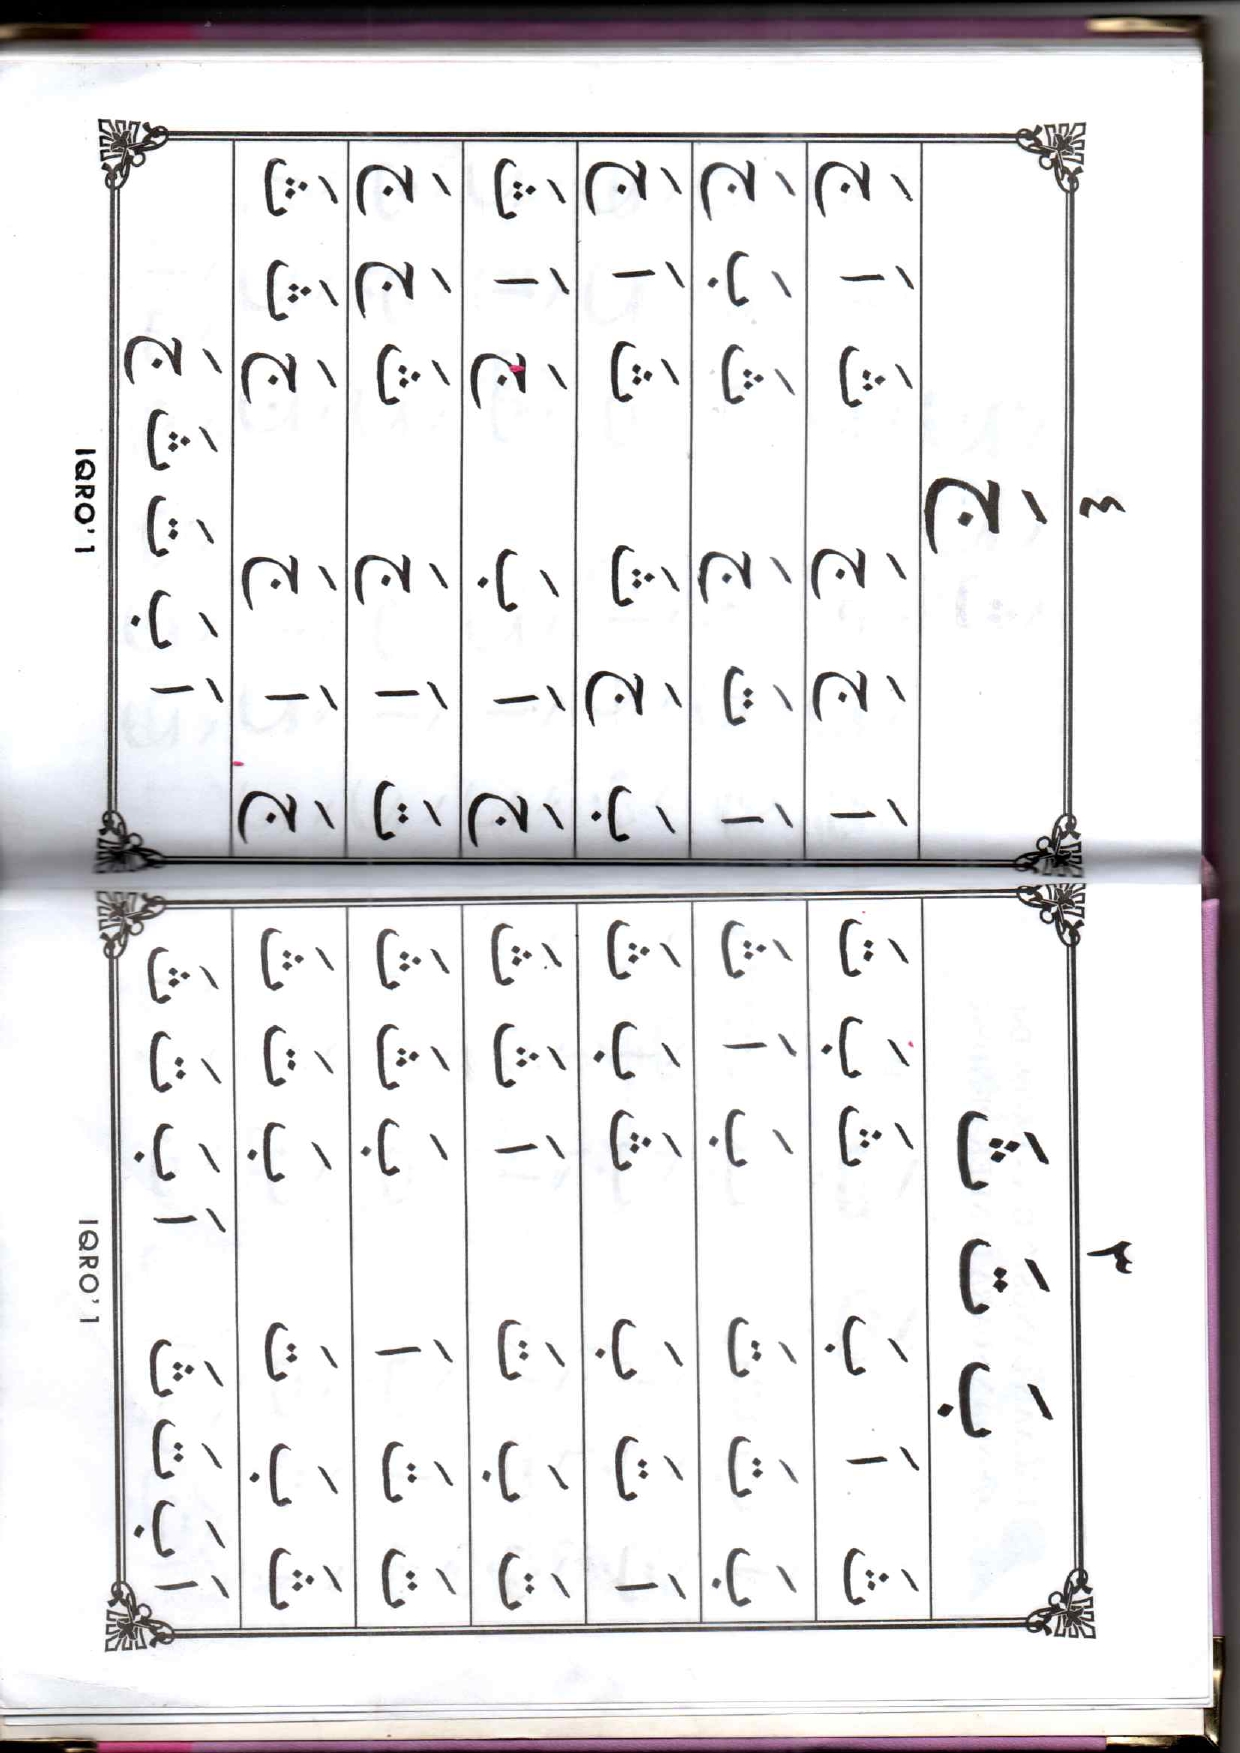 ٣
بَ تَ ثَ
ثَ اَ بَ ثَ بَ تَ
بَ تَ تَ بَ اَ ثَ
اَ تَ بَ ثَ بَ ثَ
تَ بَ تَ اَ ثَ ثَ
تَ تَ اَ بَ ثَ ثَ
ثَ بَ تَ بَ تَ ثَ
اَ بَ تَ ثَ اَ بَ تَ ثَ
IQRO' 1
٤
جَ
اَ جَ جَ ثَ اَ جَ
اَ تَ جَ ثَ بَ جَ
بَ جَ ثَ ثَ اَ جَ
جَ اَ بَ جَ اَ ثَ
تَ اَ جَ ثَ جَ جَ
جَ اَ جَ جَ ثَ ثَ
اَ بَ تَ ثَ جَ
IQRO' 1